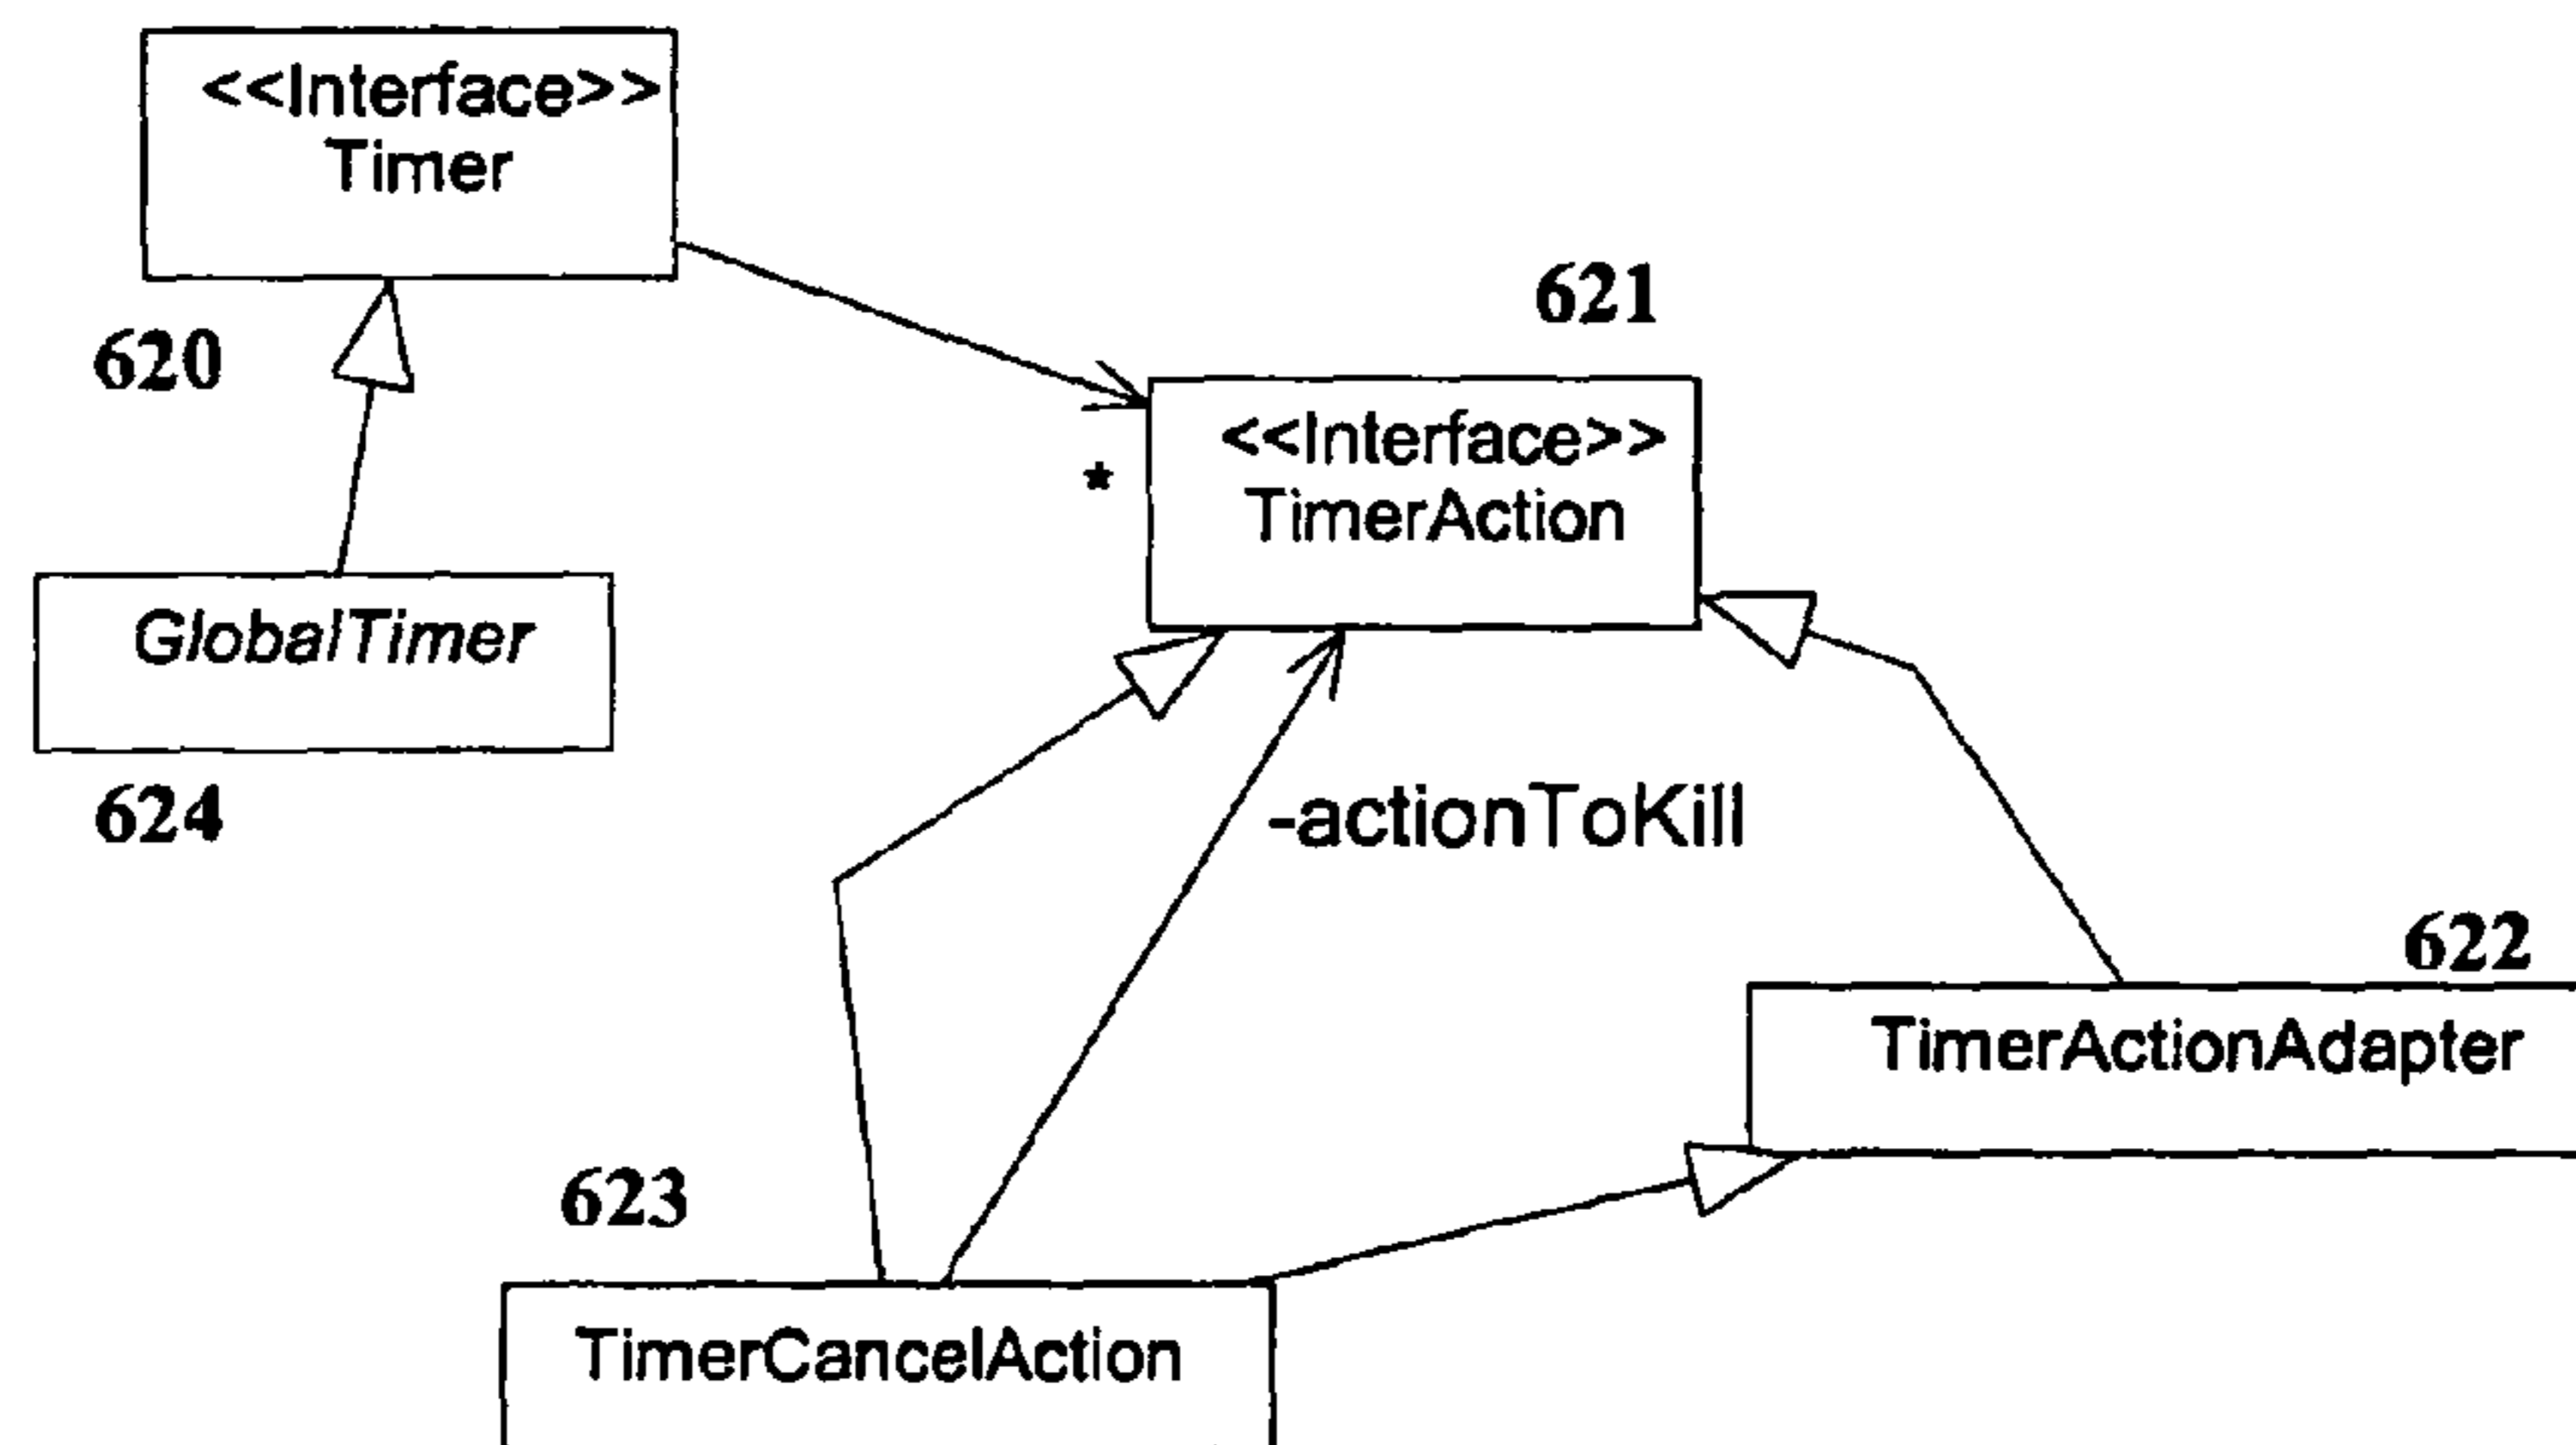 <<Interface>>
Timer
620
621
<<Interface>>
TimerAction
*
GlobalTimer
624
-actionToKill
622
TimerActionAdapter
623
TimerCancelAction